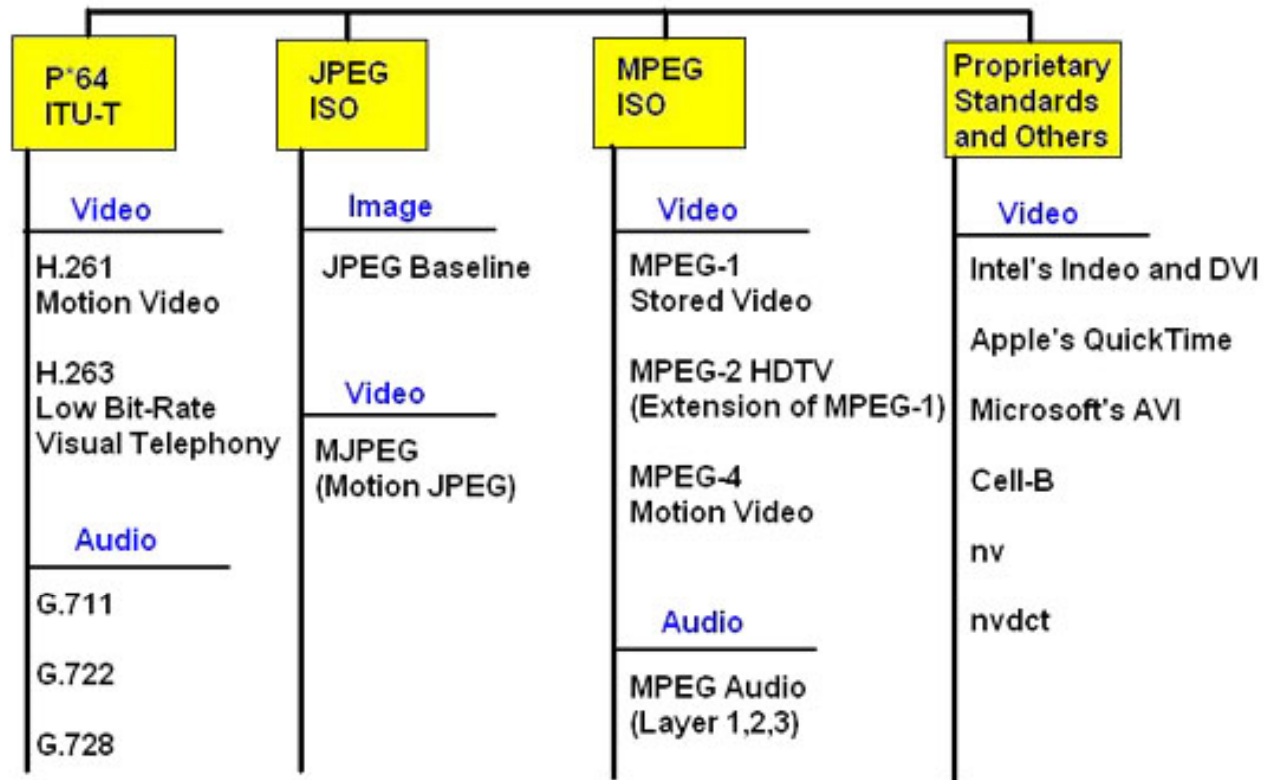 P*64
ITU-T
Video
H.261
Motion Video
H.263
Low Bit-Rate
Visual Telephony
Audio
G.711
G.722
G.728
JPEG
ISO
Image
JPEG Baseline
Video
MJPEG
(Motion JPEG)
MPEG
ISO
Video
MPEG-1
Stored Video
MPEG-2 HDTV
(Extension of MPEG-1)
MPEG-4
Motion Video
Audio
MPEG Audio
(Layer 1,2,3)
Proprietary
Standards
and Others
Video
Intel's Indeo and DVI
Apple's QuickTime
Microsoft's AVI
Cell-B
nv
nvdct